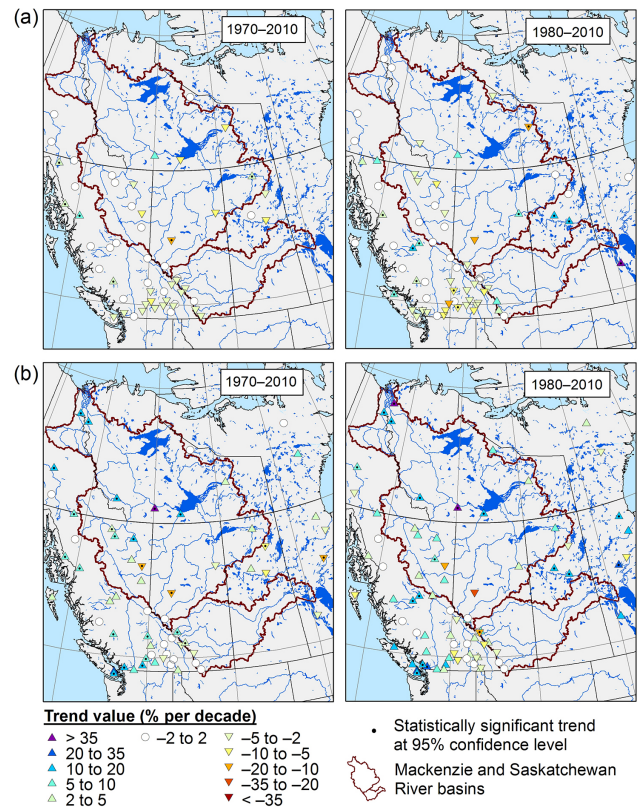 (a)
1970–2010
1980–2010
(b)
1970–2010
1980–2010
Trend value (% per decade)
> 35
20 to 35
10 to 20
5 to 10
2 to 5
–2 to 2
–5 to –2
–10 to –5
–20 to –10
–35 to –20
< –35
Statistically significant trend
at 95% confidence level
Mackenzie and Saskatchewan
River basins